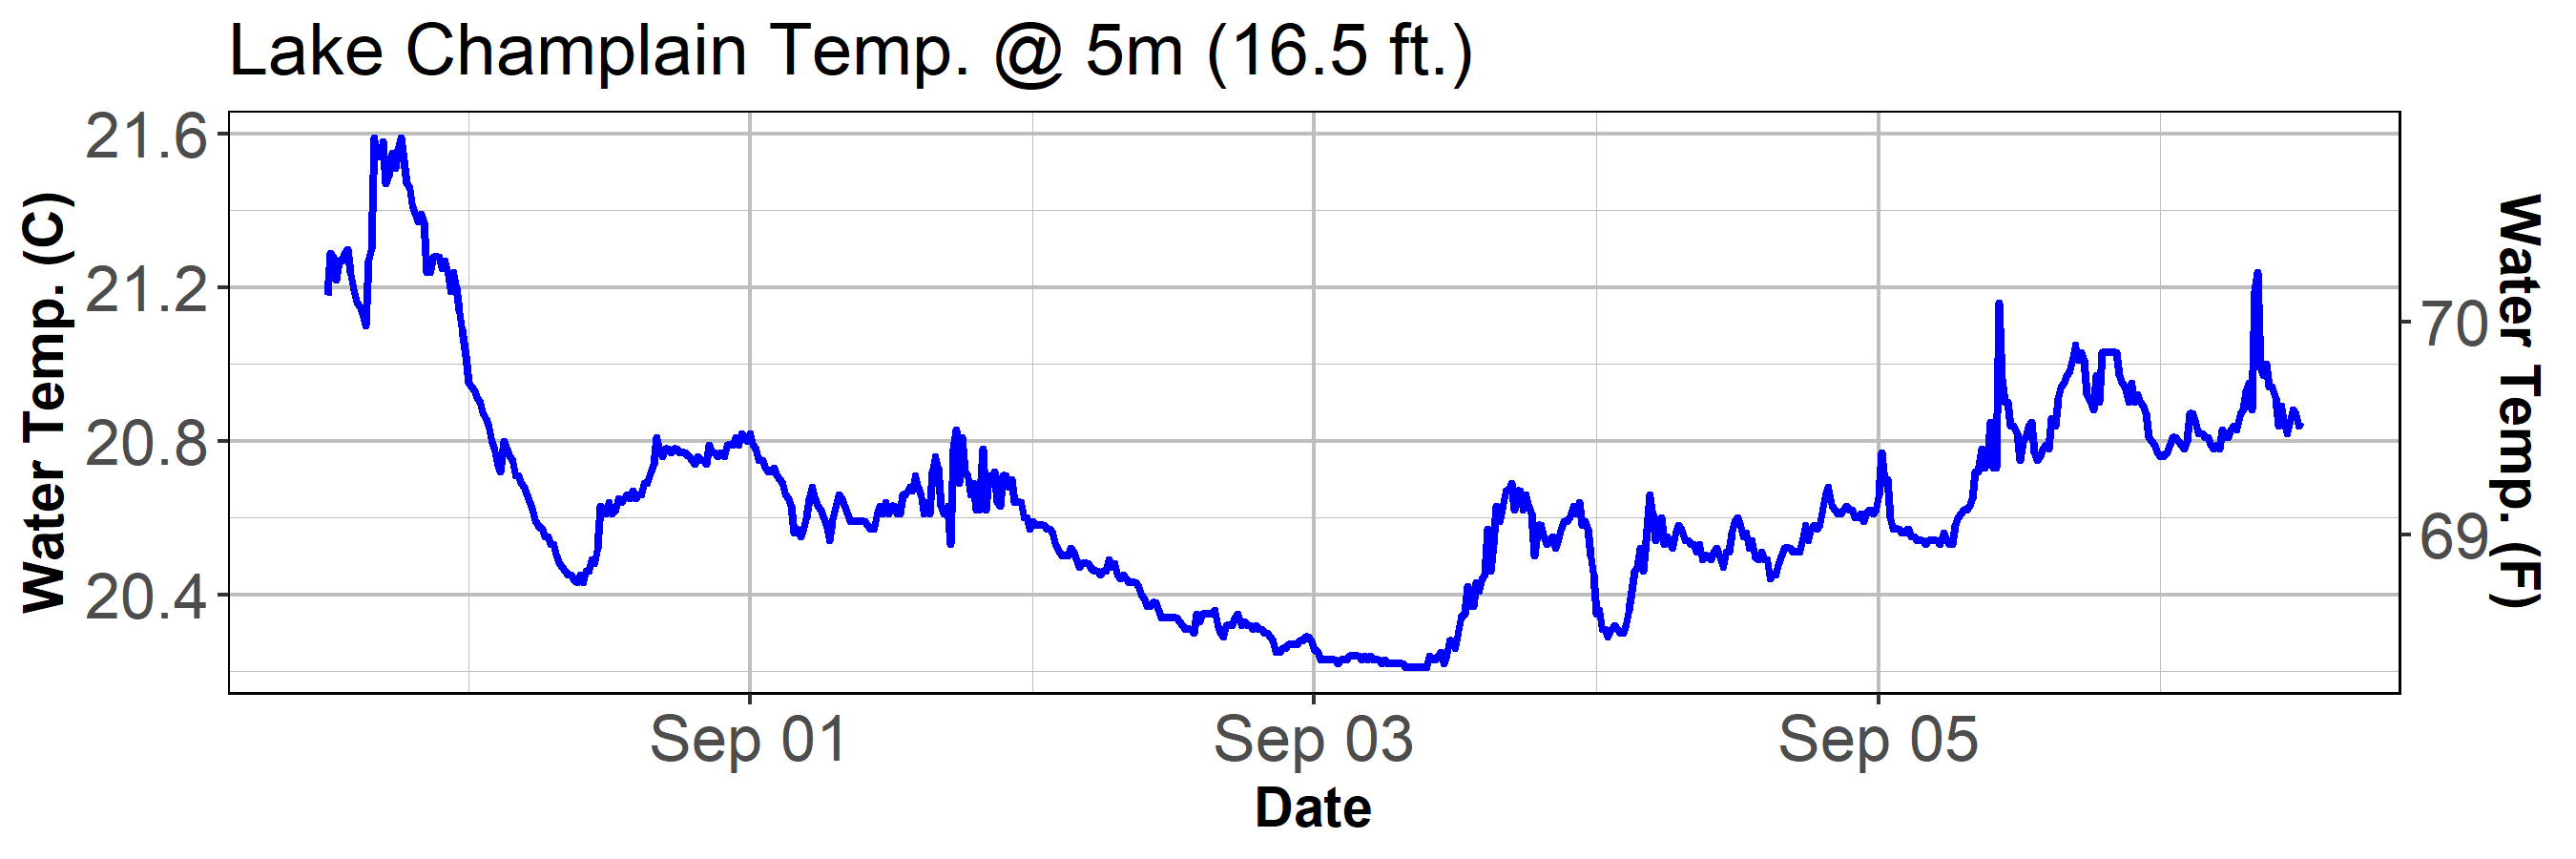 Lake Champlain Temp. @ 5m (16.5 ft.)
Water Temp. (C)
21.6
21.2
20.8
20.4
70
69
Water Temp. (F)
Sep 01
Sep 03
Sep 05
Date